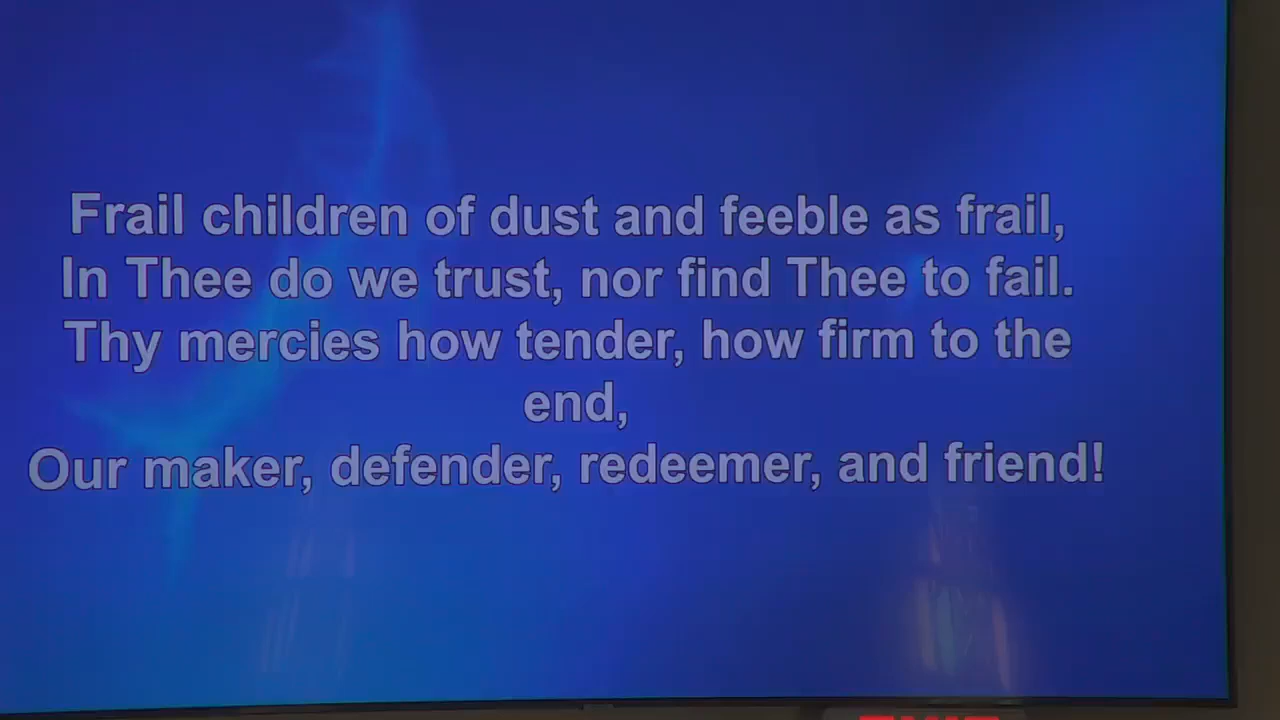 Frail children of dust and feeble as frail,
In Thee do we trust, nor find Thee to fail.
Thy mercies how tender, how firm to the
end,
Our maker, defender, redeemer, and friend!